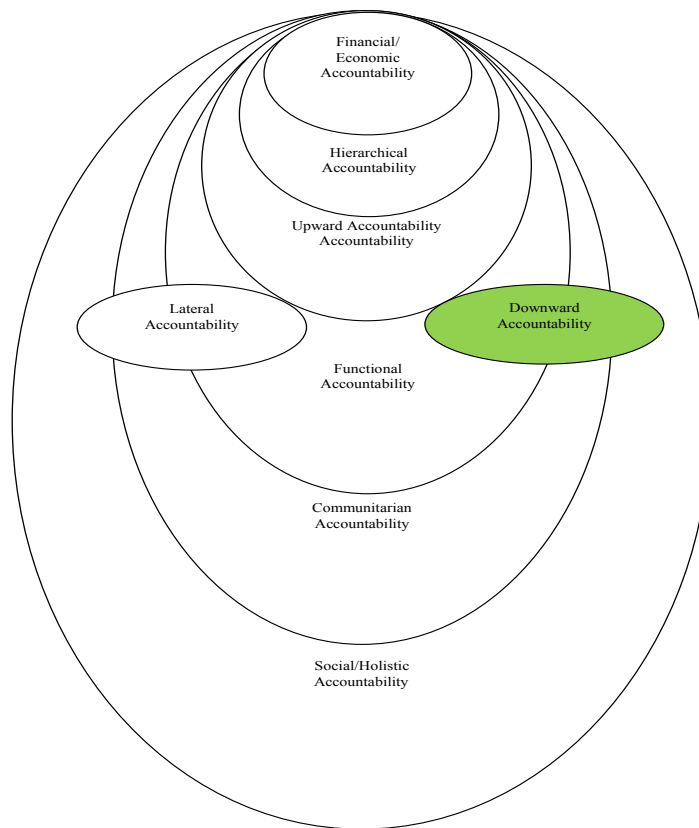 Financial/
Economic
Accountability
Hierarchical
Accountability
Upward Accountability
Accountability
Lateral
Accountability
Downward
Accountability
Functional
Accountability
Communitarian
Accountability
Social/Holistic
Accountability